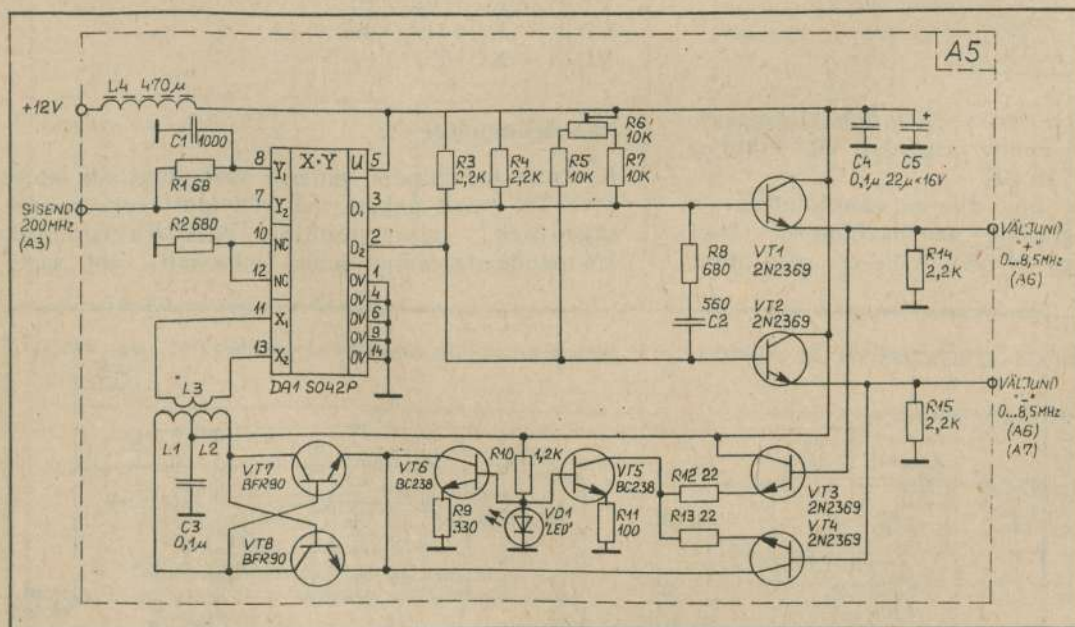 A5
L4 470μ
+12V
C1 1000
R1 68
SISEND
200MHz
(A3)
R2 680
8
7
10
12
11
13
Y₁
Y₂
NC
NC
X₁
X₂
X·Y
U
D₁
D₂
0V
0V
0V
0V
0V
5
3
2
1
4
6
9
14
DA1 S042P
R3
2,2K
R4
2,2K
R5
10K
R6'
10K
R7
10K
C4
0,1μ
C5
22μ×16V
R8
680
560
C2
VT1
2N2369
VT2
2N2369
R14
2,2K
VÄLJUND
"+"
0...8,5MHz
(A6)
VÄLJUND
"-"
0...8,5MHz
(A6)
(A7)
R15
2,2K
L3
L1
L2
C3
0,1μ
VT7
BFR90
VT8
BFR90
VT6
BC238
R9
330
R10
1,2K
VD1
'LED'
VT5
BC238
R11
100
R12 22
R13 22
VT3
2N2369
VT4
2N2369